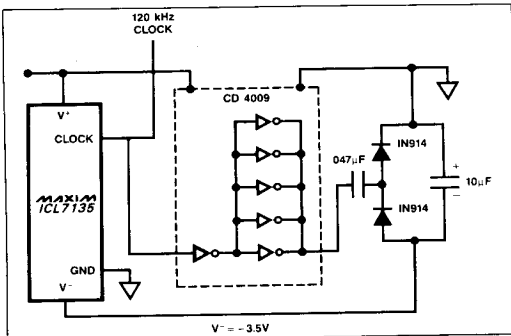 120 kHz
CLOCK
CD 4009
V+
CLOCK
MAXIM
ICL7135
GND
V−
047µF
IN914
IN914
+
10µF
−
V− = −3.5V